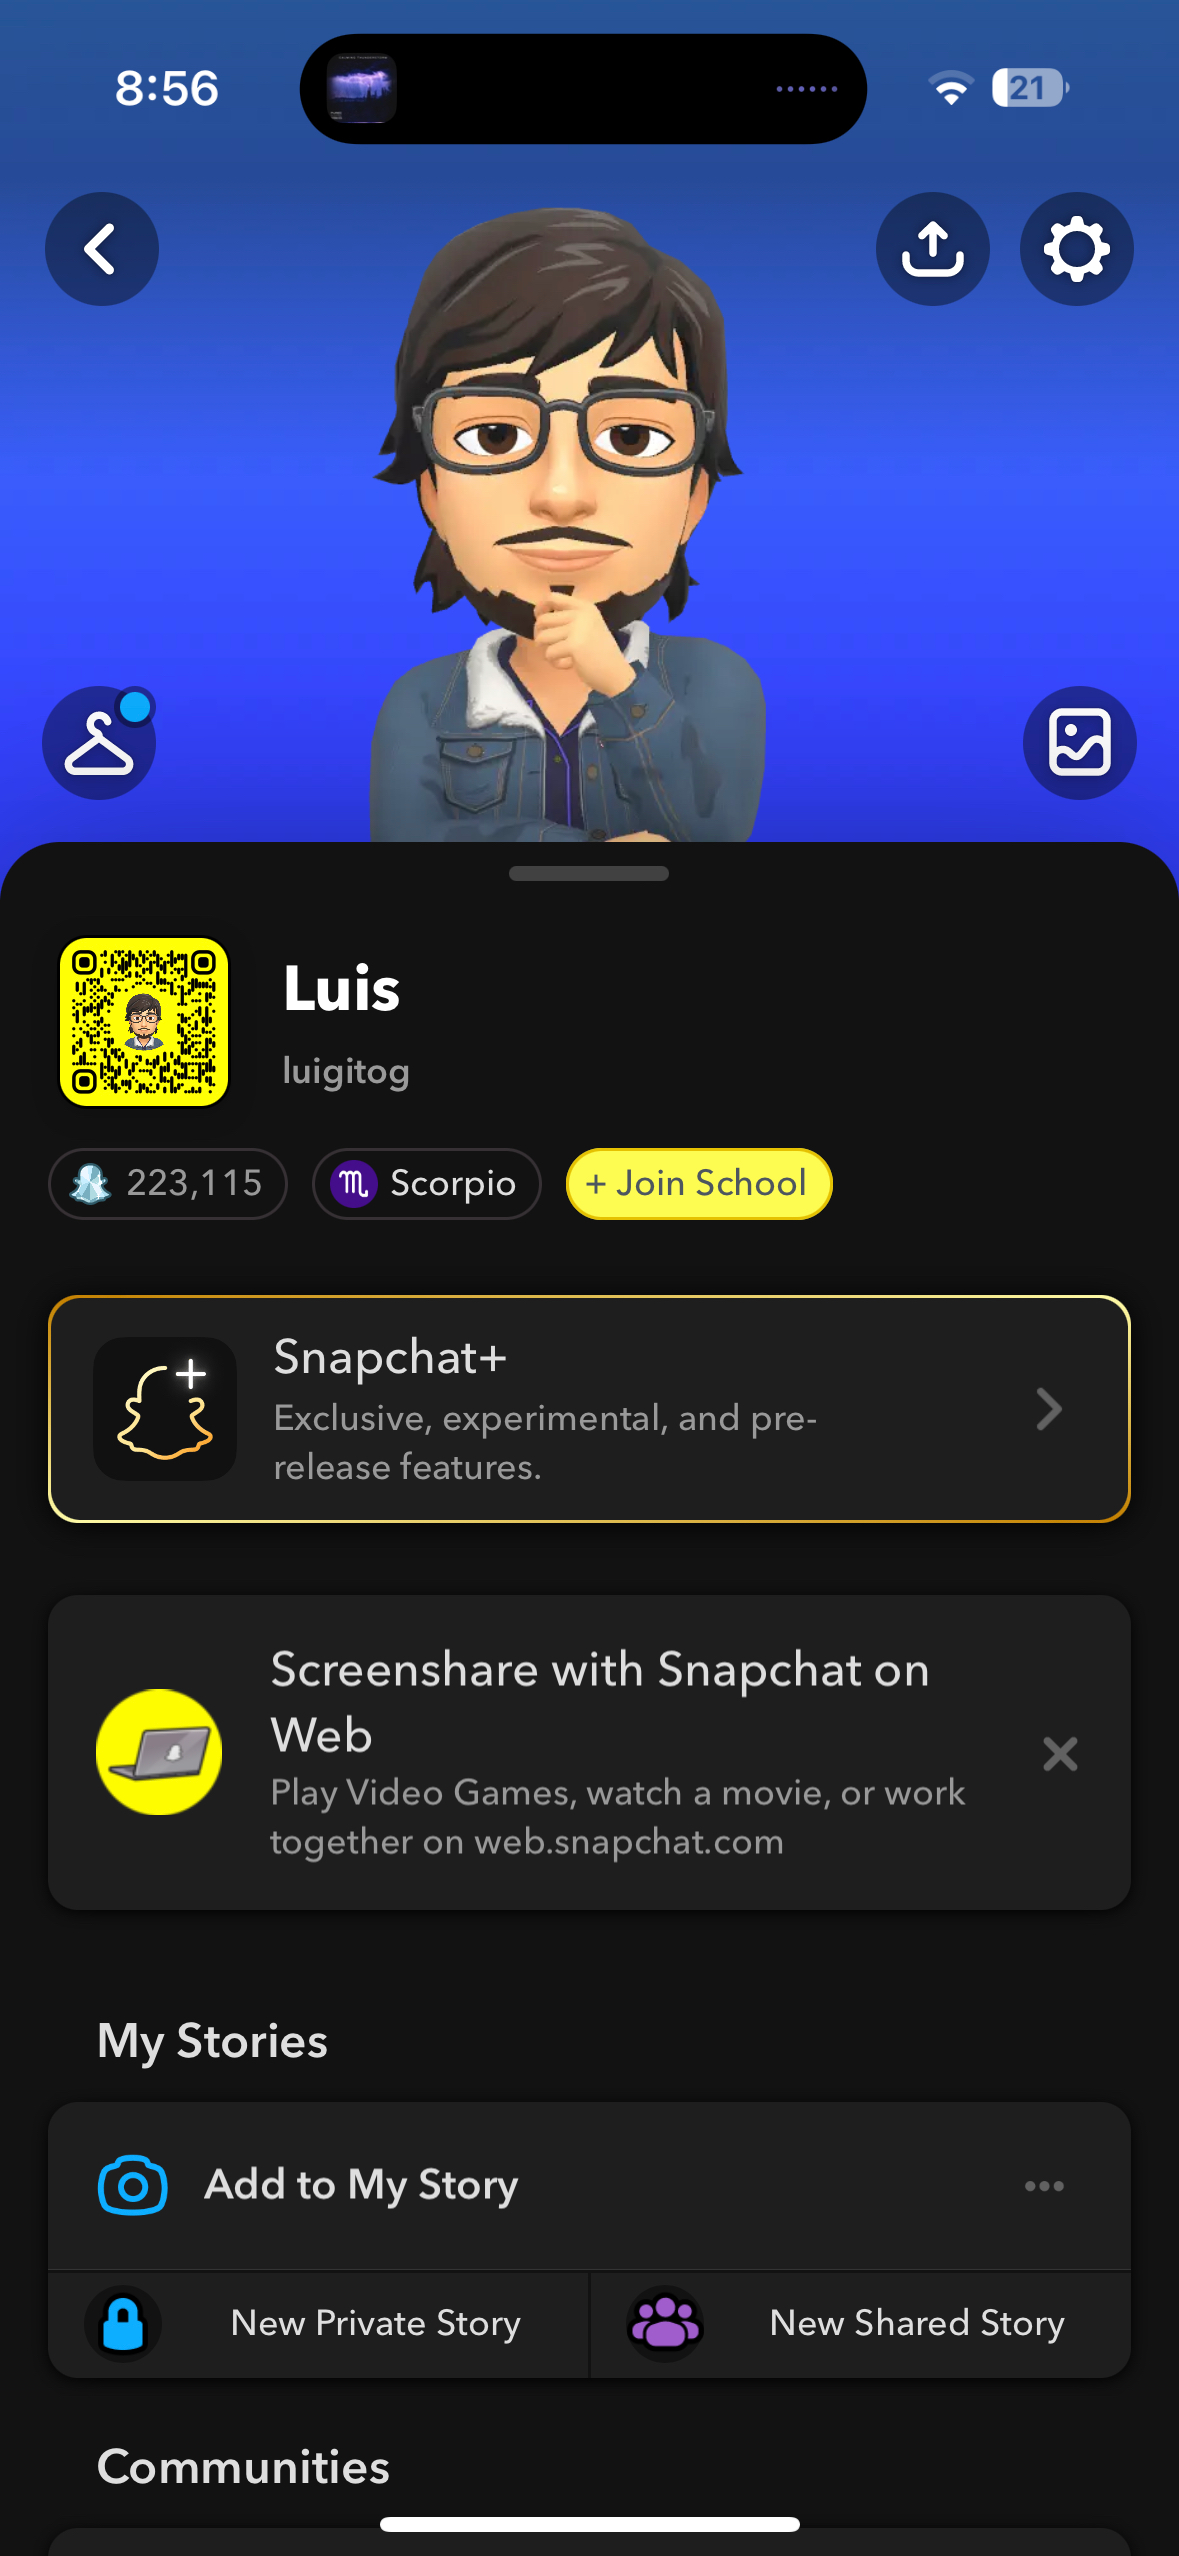 8:56
21
Luis
luigitog
223,115
Scorpio
+ Join School
Snapchat+
Exclusive, experimental, and pre-
release features.
Screenshare with Snapchat on
Web
Play Video Games, watch a movie, or work
together on web.snapchat.com
My Stories
Add to My Story
New Private Story
New Shared Story
Communities